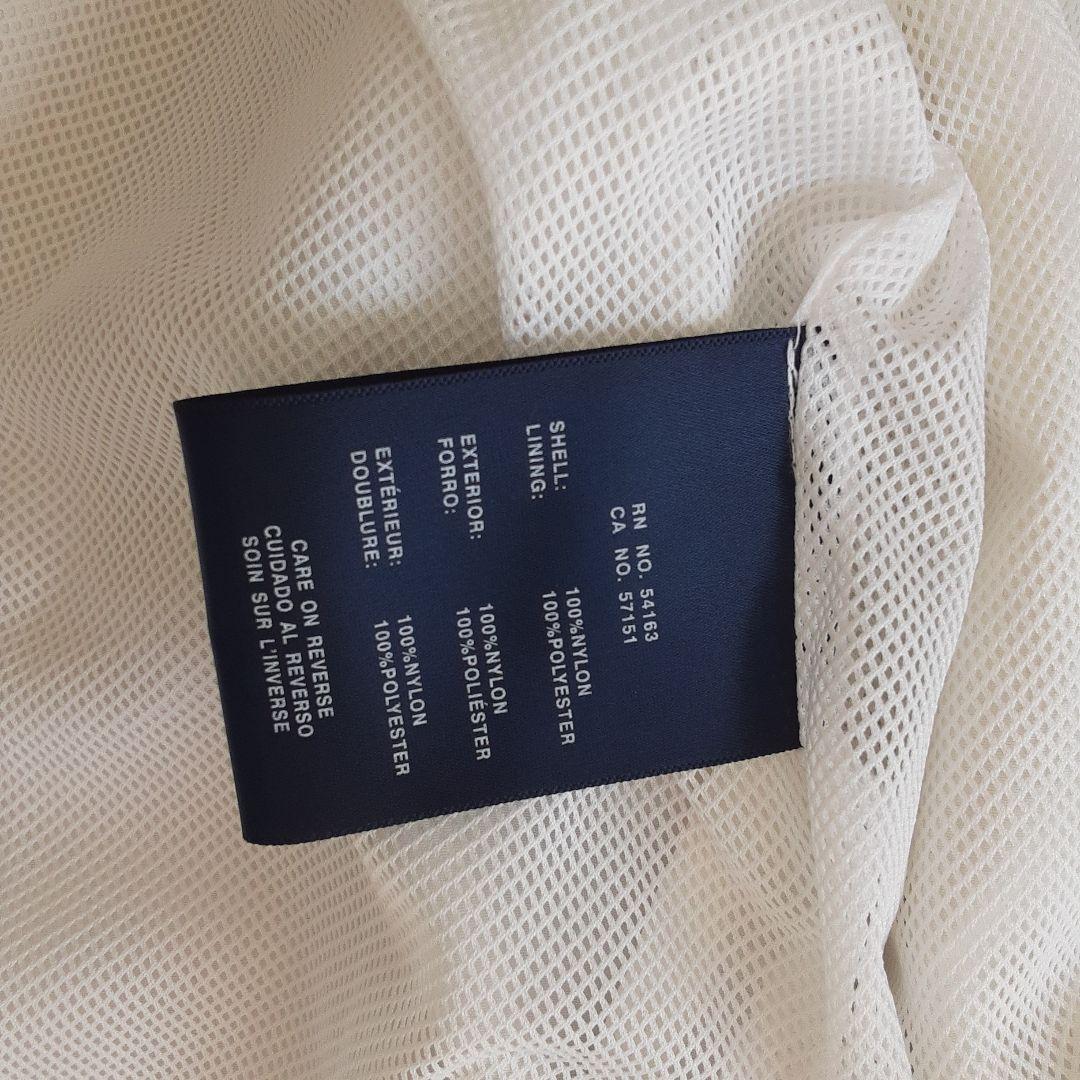 RN NO. 54163
CA NO. 57151
SHELL: 100%NYLON
LINING: 100%POLYESTER
EXTERIOR: 100%NYLON
FORRO: 100%POLIÉSTER
EXTÉRIEUR: 100%NYLON
DOUBLURE: 100%POLYESTER
CARE ON REVERSE
CUIDADO AL REVERSO
SOIN SUR L'INVERSE